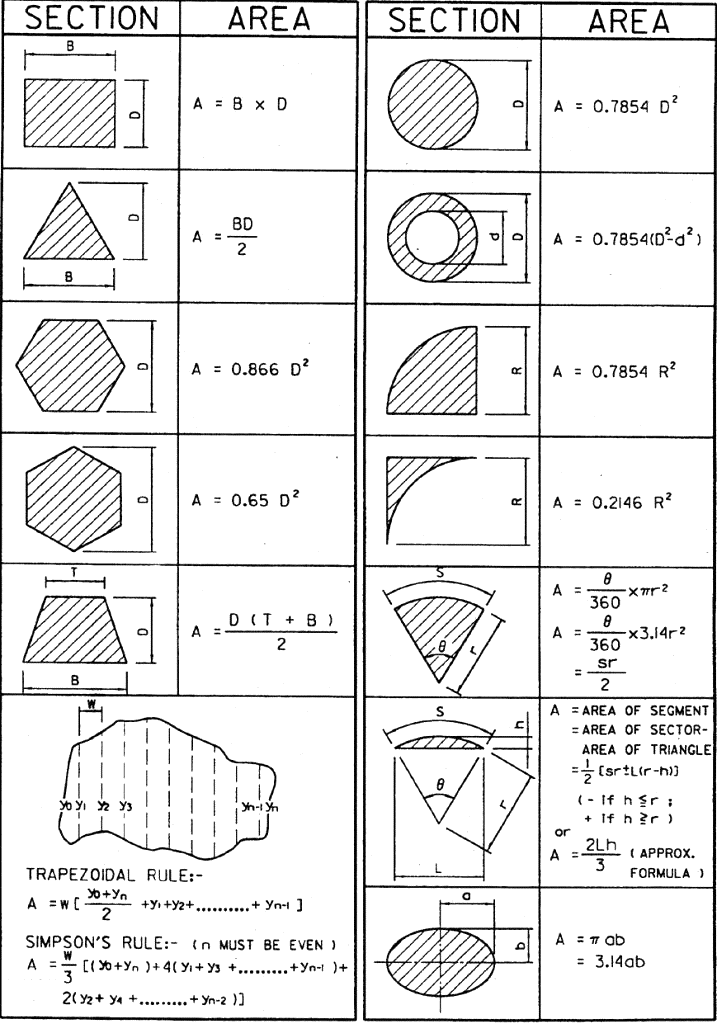 SECTION AREA
B
D
A = B x D
D
B
A = BD/2
D
A = 0.866 D²
D
A = 0.65 D²
T
D
B
A = D ( T + B )/2
W
y0 y1 y2 y3 yn-1 yn
TRAPEZOIDAL RULE:-
A = W [ y0+yn/2 +y1+y2+..........+ yn-1 ]
SIMPSON'S RULE:- ( n MUST BE EVEN )
A = W/3 [(y0+yn)+4(y1+y3 +.........+yn-1)+
2(y2+ y4 +.........+yn-2)]
SECTION AREA
D
A = 0.7854 D²
d D
A = 0.7854(D²-d²)
R
A = 0.7854 R²
R
A = 0.2146 R²
S
θ
r
A = θ/360 ×πr²
A = θ/360 ×3.14r²
= sr/2
S
h
θ
r
L
A = AREA OF SEGMENT
= AREA OF SECTOR-
AREA OF TRIANGLE
= 1/2 [sr±L(r-h)]
( - if h ≦ r ;
+ if h ≧ r )
or
A = 2Lh/3 ( APPROX.
FORMULA )
a
b
A = π ab
= 3.14ab